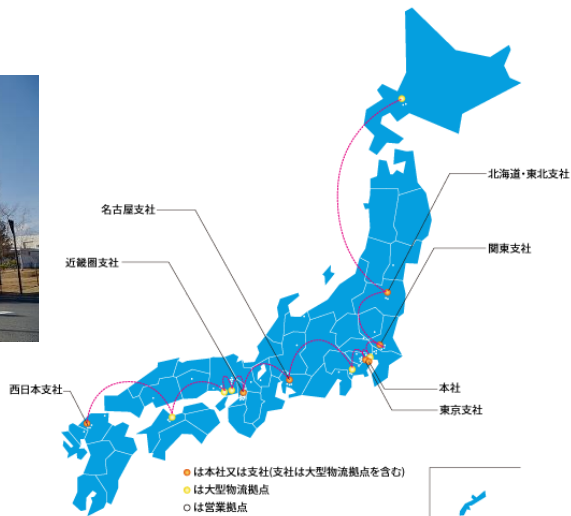 北海道・東北支社
名古屋支社
関東支社
近畿圏支社
西日本支社
本社
東京支社
は本社又は支社(支社は大型物流拠点を含む)
は大型物流拠点
は営業拠点